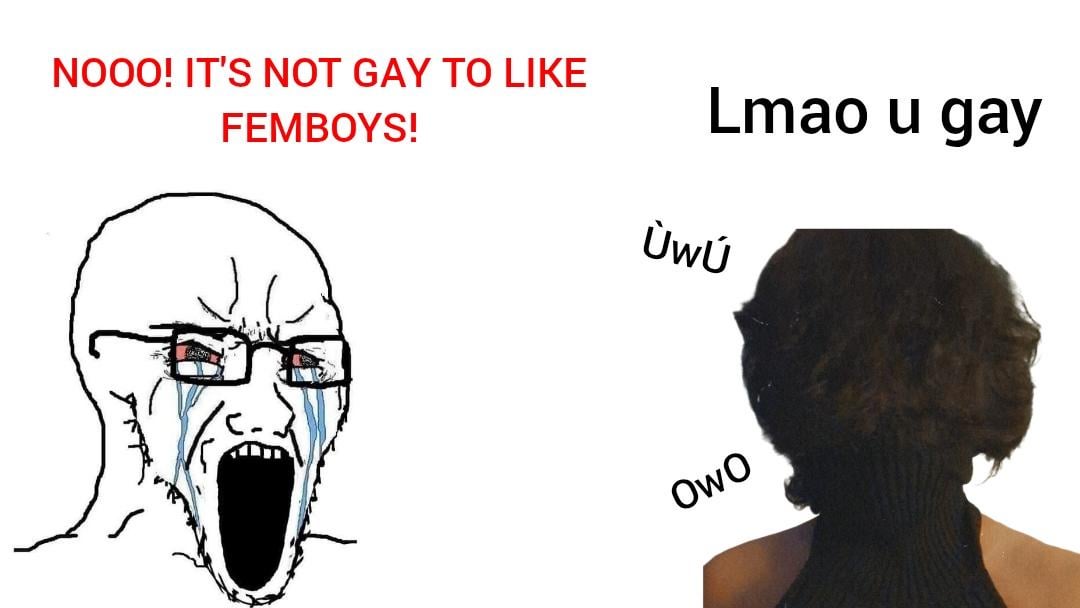 NOOO! IT'S NOT GAY TO LIKE
FEMBOYS!
Lmao u gay
ÙwÚ
OwO